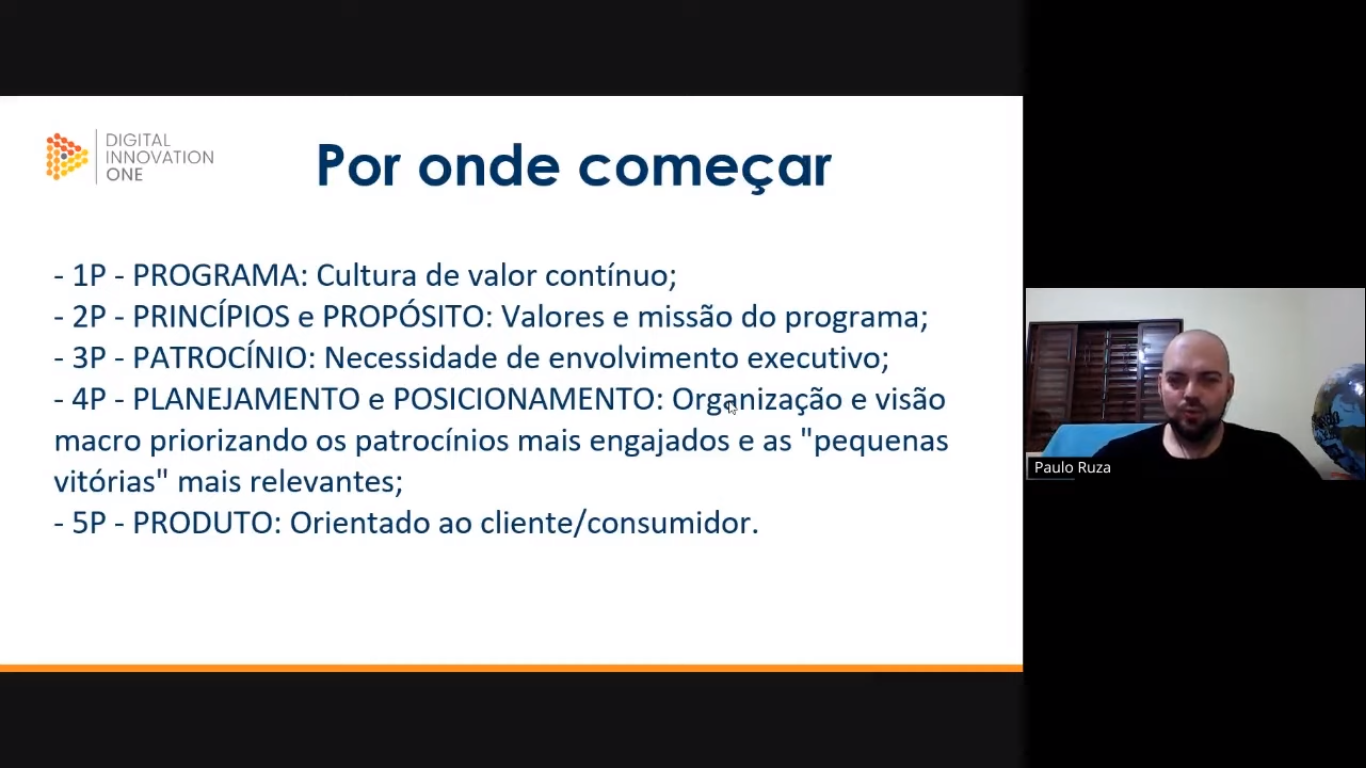 DIGITAL
INNOVATION
ONE
Por onde começar
- 1P - PROGRAMA: Cultura de valor contínuo;
- 2P - PRINCÍPIOS e PROPÓSITO: Valores e missão do programa;
- 3P - PATROCÍNIO: Necessidade de envolvimento executivo;
- 4P - PLANEJAMENTO e POSICIONAMENTO: Organização e visão
macro priorizando os patrocínios mais engajados e as "pequenas
vitórias" mais relevantes;
- 5P - PRODUTO: Orientado ao cliente/consumidor.
Paulo Ruza